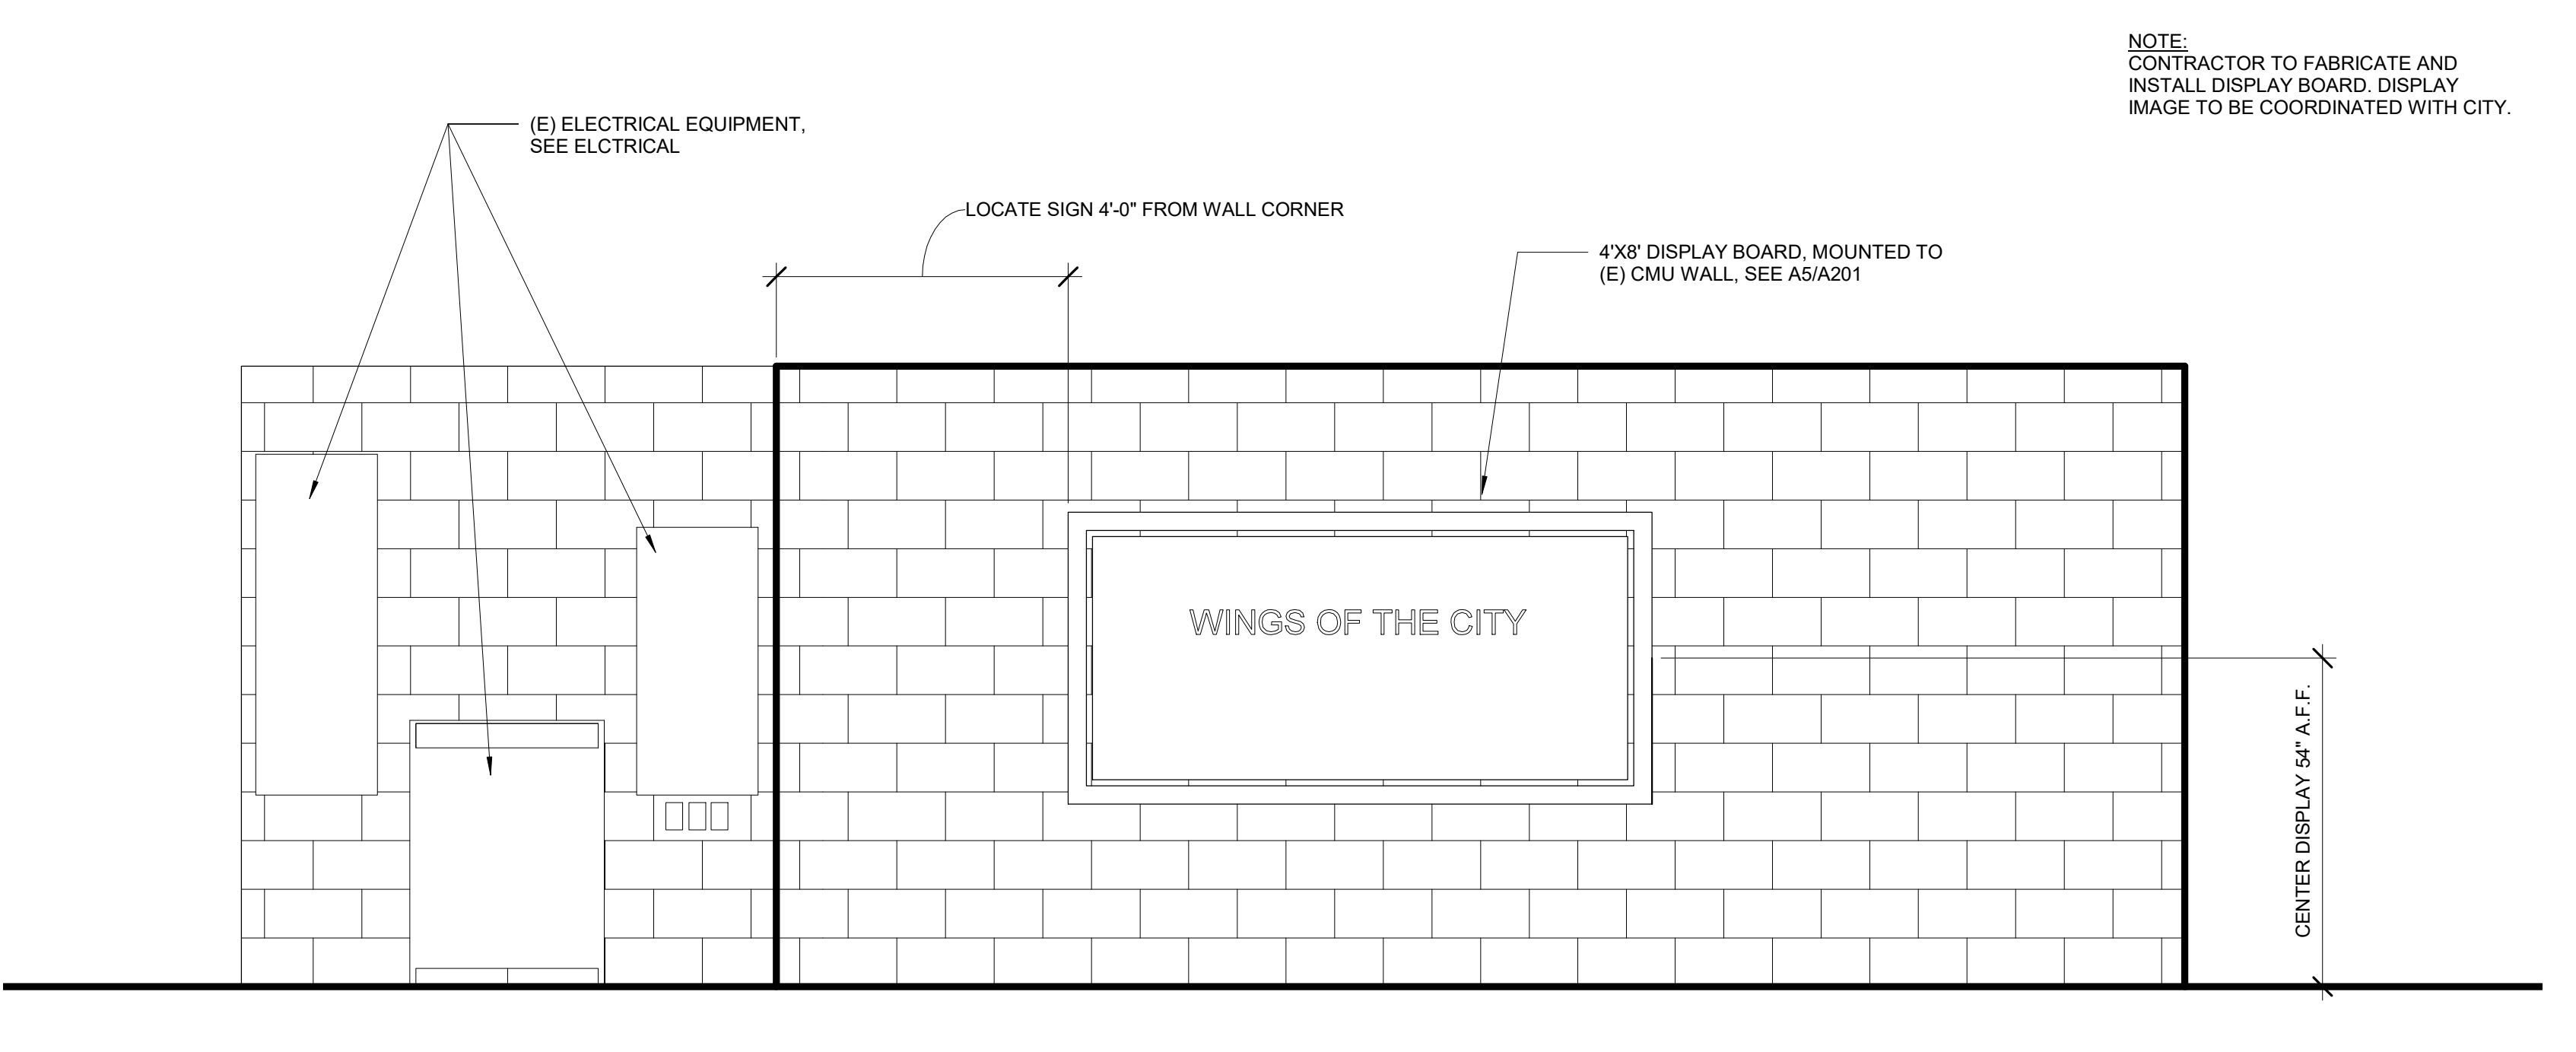 NOTE:
CONTRACTOR TO FABRICATE AND
INSTALL DISPLAY BOARD. DISPLAY
IMAGE TO BE COORDINATED WITH CITY.
(E) ELECTRICAL EQUIPMENT,
SEE ELCTRICAL
LOCATE SIGN 4'-0" FROM WALL CORNER
4'X8' DISPLAY BOARD, MOUNTED TO
(E) CMU WALL, SEE A5/A201
WINGS OF THE CITY
CENTER DISPLAY 54" A.F.F.